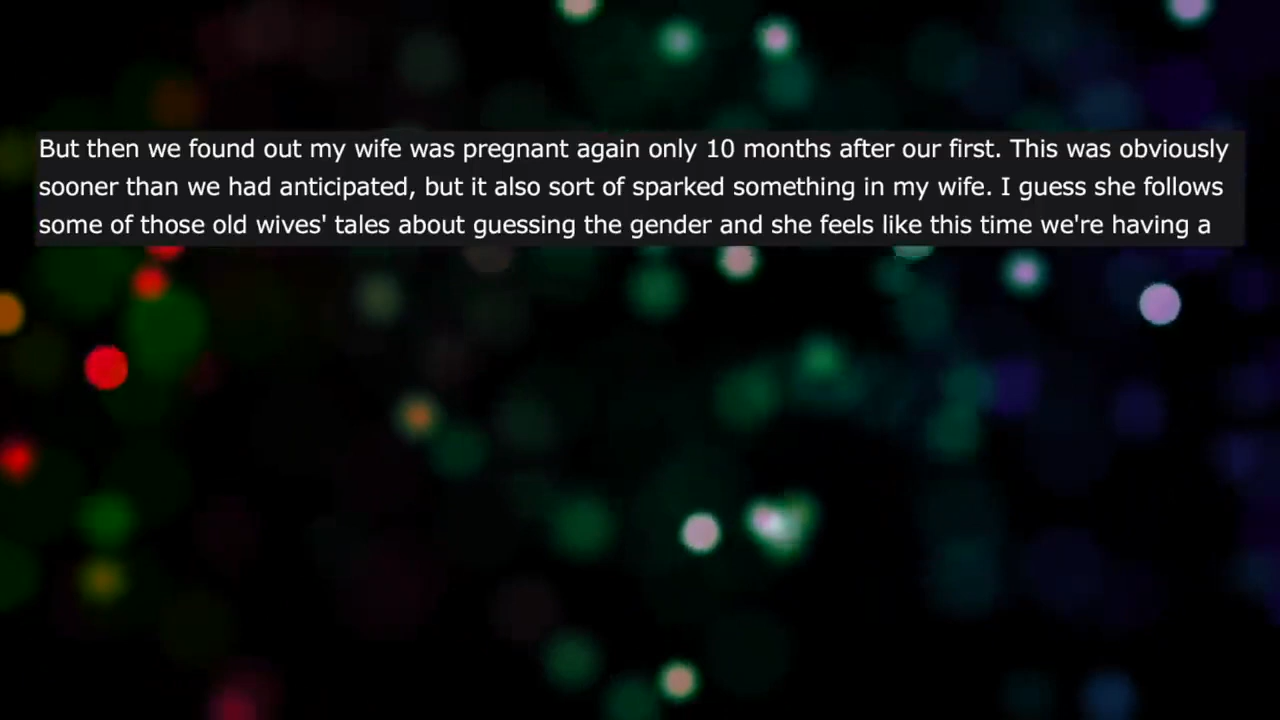 But then we found out my wife was pregnant again only 10 months after our first. This was obviously
sooner than we had anticipated, but it also sort of sparked something in my wife. I guess she follows
some of those old wives' tales about guessing the gender and she feels like this time we're having a